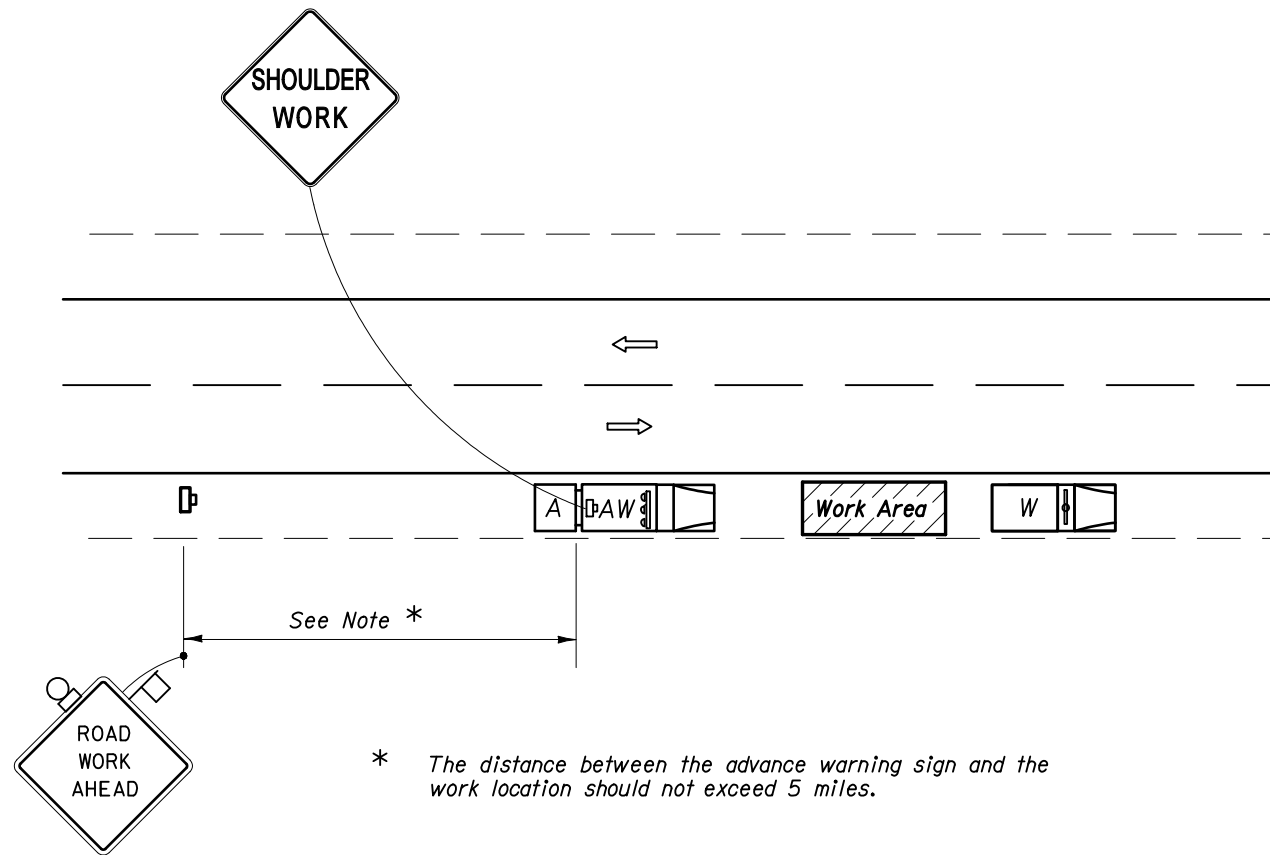 SHOULDER
WORK
A
AW
Work Area
W
See Note *
ROAD
WORK
AHEAD
* The distance between the advance warning sign and the
work location should not exceed 5 miles.